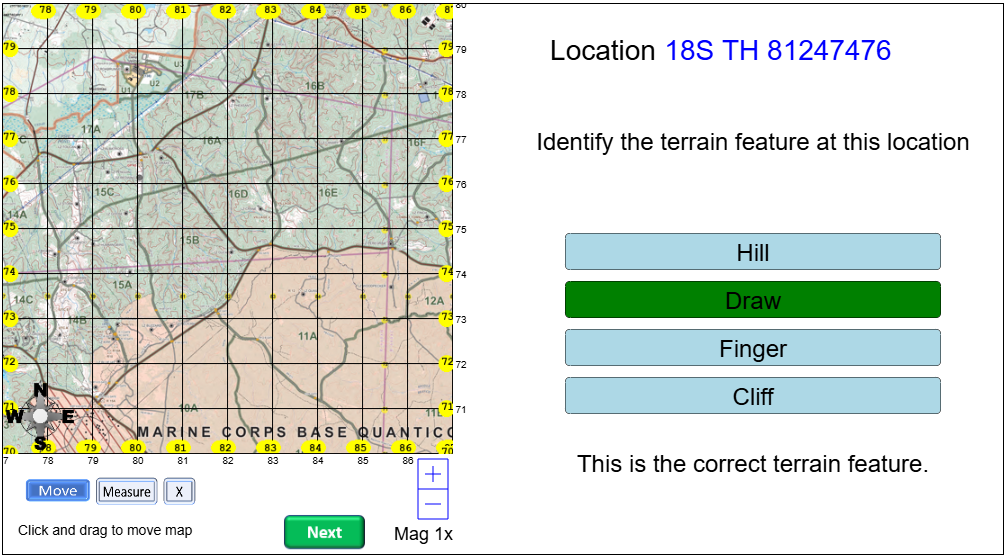 78 79 80 81 82 83 84 85 86 8
80
79 79 79
U3
U2
U1
78 78 78
17B
16B
17A
77 C 16A 16F 77 77
76 76 76
15C
16D
16E
14A
75 75 75
15B
74 74 74
15A
14C
12A
73 14B 73 73
11A
72 72 72
N
71 10A 11 71 71
W E
MARINE CORPS BASE QUANTICO
S
70 78 79 80 81 82 83 84 85 86 70
7 78 79 80 81 82 83 84 85 86
Move Measure X
+
−
Click and drag to move map
Next
Mag 1x
Location 18S TH 81247476
Identify the terrain feature at this location
Hill
Draw
Finger
Cliff
This is the correct terrain feature.